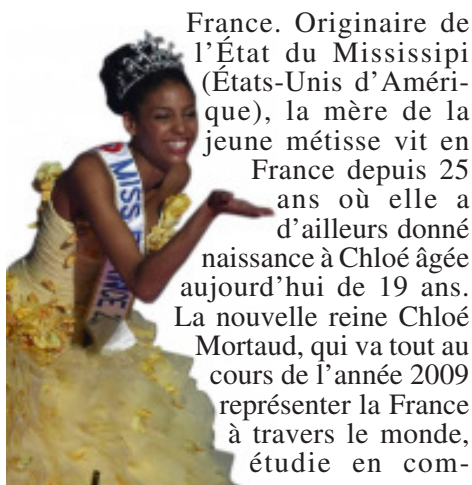 France. Originaire de
l’État du Mississipi
(États-Unis d’Améri-
que), la mère de la
jeune métisse vit en
France depuis 25
ans où elle a
d’ailleurs donné
naissance à Chloé âgée
aujourd’hui de 19 ans.
La nouvelle reine Chloé
Mortaud, qui va tout au
cours de l’année 2009
représenter la France
à travers le monde,
étudie en com-
MISS